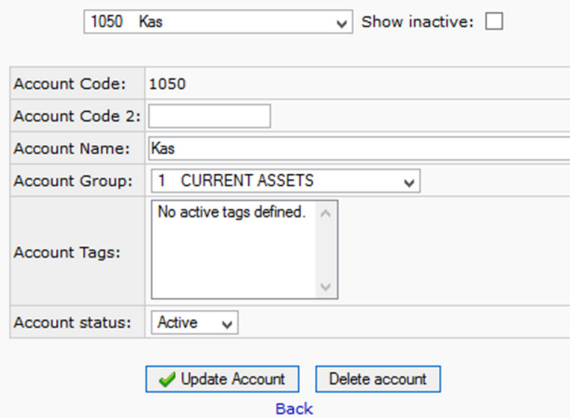 1050 Kas Show inactive:
Account Code: 1050
Account Code 2:
Account Name: Kas
Account Group: 1 CURRENT ASSETS
No active tags defined.
Account Tags:
Account status: Active
Update Account Delete account
Back